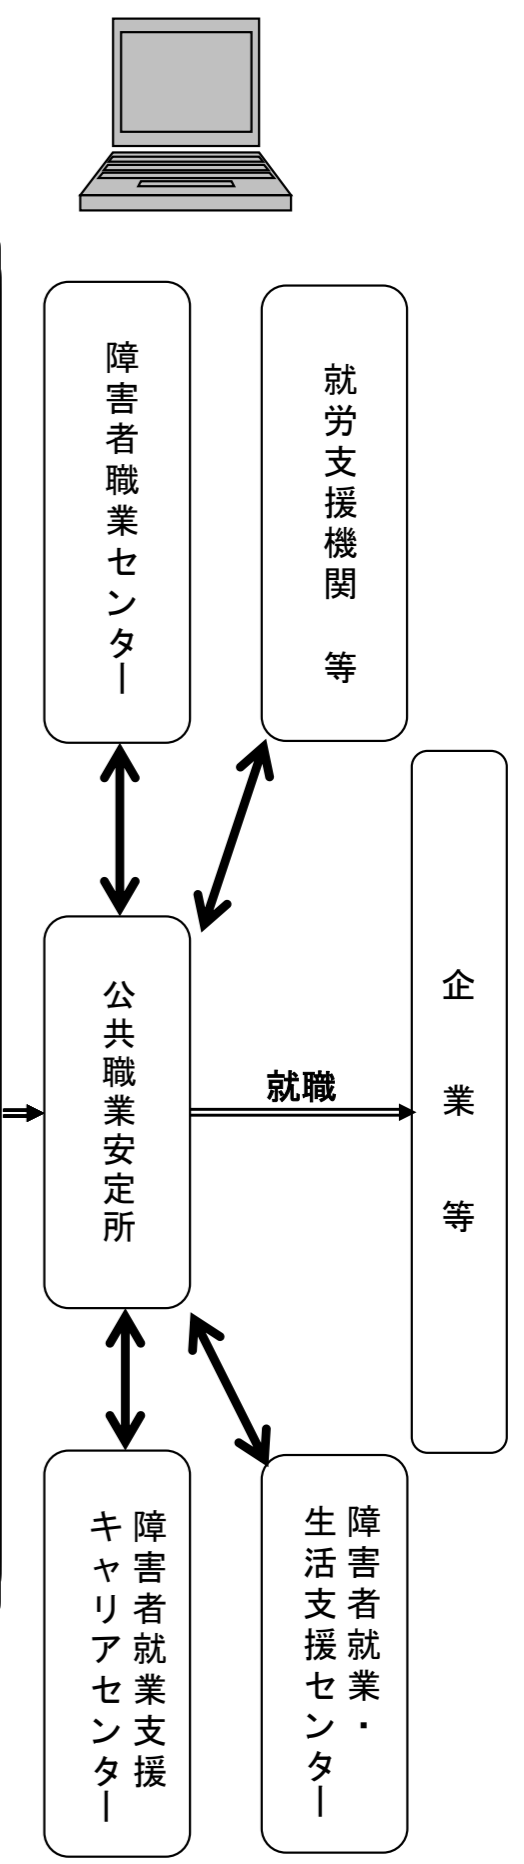 障害者職業センター
就労支援機関 等
公共職業安定所
就職
企業等
障害者就業支援
キャリアセンター
障害者就業・
生活支援センター